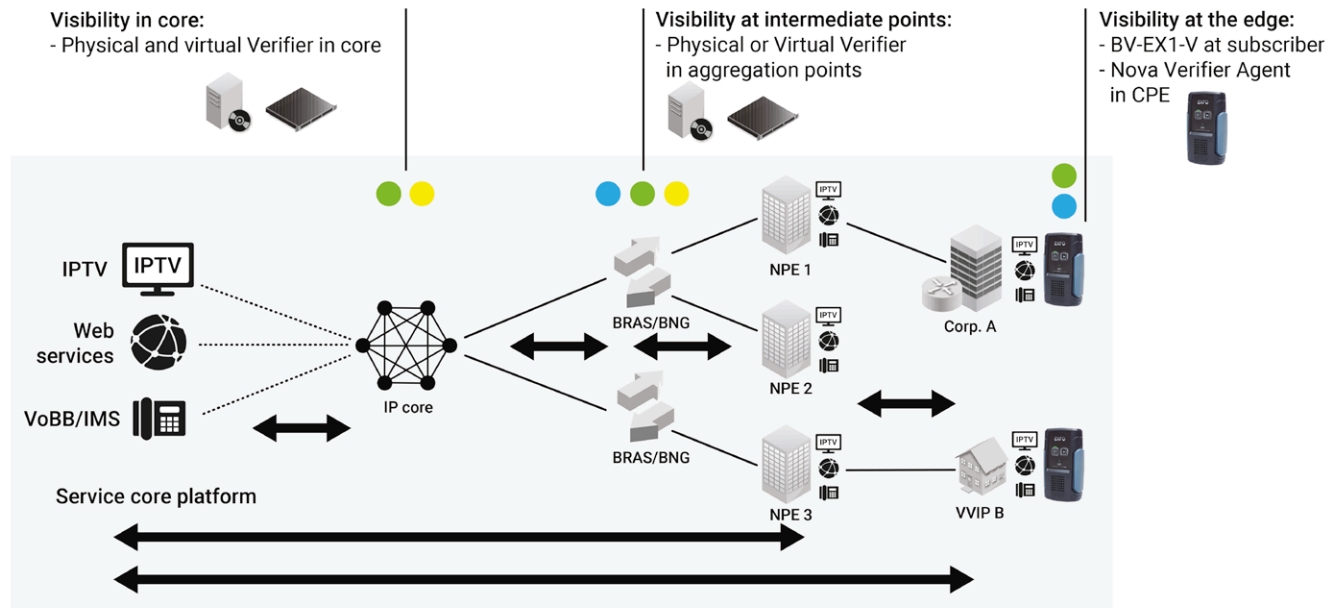 Visibility in core:
- Physical and virtual Verifier in core
Visibility at intermediate points:
- Physical or Virtual Verifier
in aggregation points
Visibility at the edge:
- BV-EX1-V at subscriber
- Nova Verifier Agent
in CPE
IPTV
IPTV
Web
services
VoBB/IMS
IP core
BRAS/BNG
BRAS/BNG
IPTV
NPE 1
IPTV
NPE 2
IPTV
NPE 3
IPTV
Corp. A
IPTV
VVIP B
Service core platform